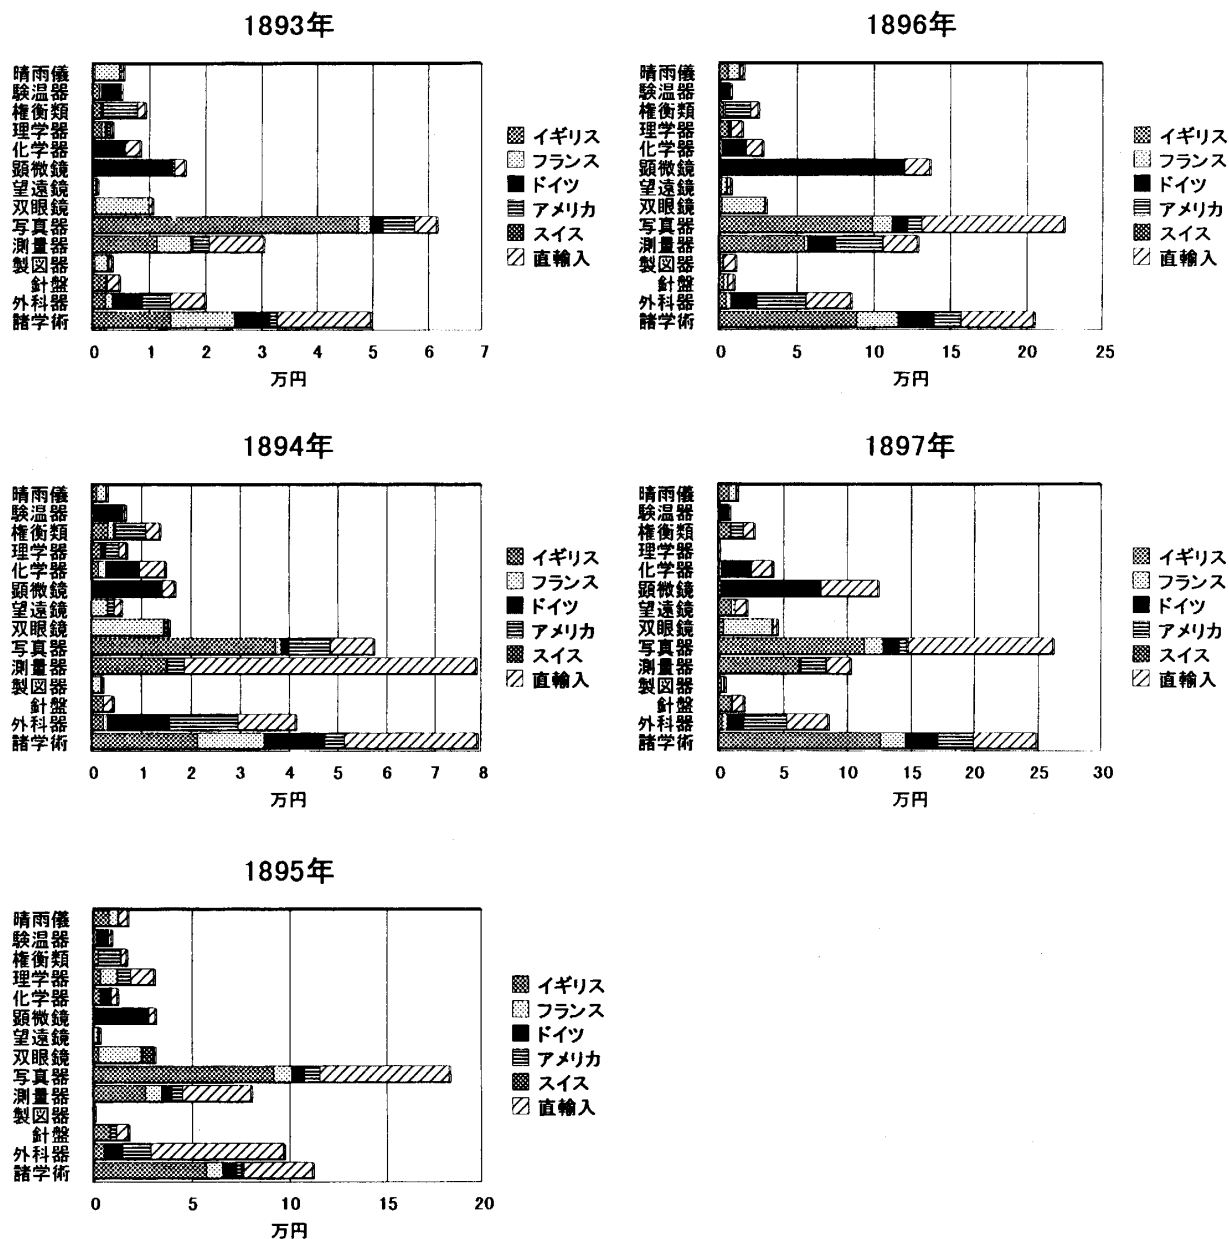 1893年
晴雨儀
験温器
権衡類
理学器
化学器
顕微鏡
望遠鏡
双眼鏡
写真器
測量器
製図器
針盤
外科器
諸学術
0 1 2 3 4 5 6 7
万円
イギリス
フランス
ドイツ
アメリカ
スイス
直輸入
1896年
晴雨儀
験温器
権衡類
理学器
化学器
顕微鏡
望遠鏡
双眼鏡
写真器
測量器
製図器
針盤
外科器
諸学術
0 5 10 15 20 25
万円
イギリス
フランス
ドイツ
アメリカ
スイス
直輸入
1894年
晴雨儀
験温器
権衡類
理学器
化学器
顕微鏡
望遠鏡
双眼鏡
写真器
測量器
製図器
針盤
外科器
諸学術
0 1 2 3 4 5 6 7 8
万円
イギリス
フランス
ドイツ
アメリカ
スイス
直輸入
1897年
晴雨儀
験温器
権衡類
理学器
化学器
顕微鏡
望遠鏡
双眼鏡
写真器
測量器
製図器
針盤
外科器
諸学術
0 5 10 15 20 25 30
万円
イギリス
フランス
ドイツ
アメリカ
スイス
直輸入
1895年
晴雨儀
験温器
権衡類
理学器
化学器
顕微鏡
望遠鏡
双眼鏡
写真器
測量器
製図器
針盤
外科器
諸学術
0 5 10 15 20
万円
イギリス
フランス
ドイツ
アメリカ
スイス
直輸入